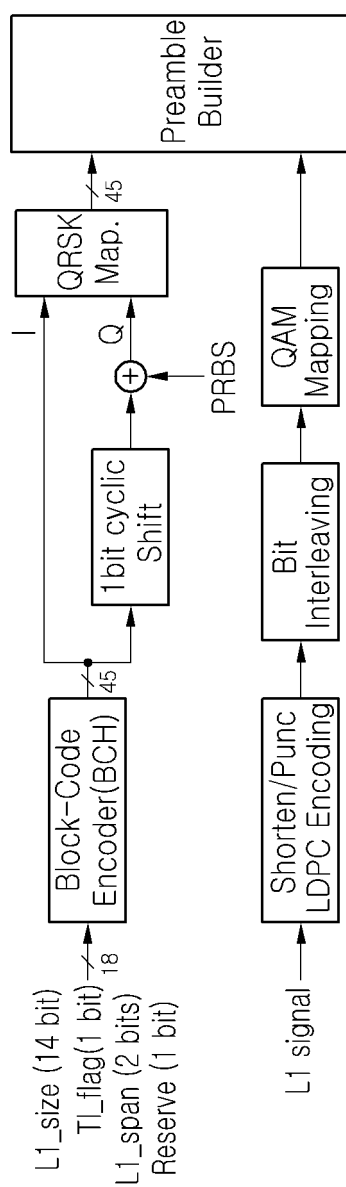 L1_size (14 bit)
TI_flag(1 bit)
L1_span (2 bits)
Reserve (1 bit)
18
Block-Code
Encoder(BCH)
45
1bit cyclic
Shift
I
Q
PRBS
QRSK
Map.
45
Preamble
Builder
L1 signal
Shorten/Punc
LDPC Encoding
Bit
Interleaving
QAM
Mapping